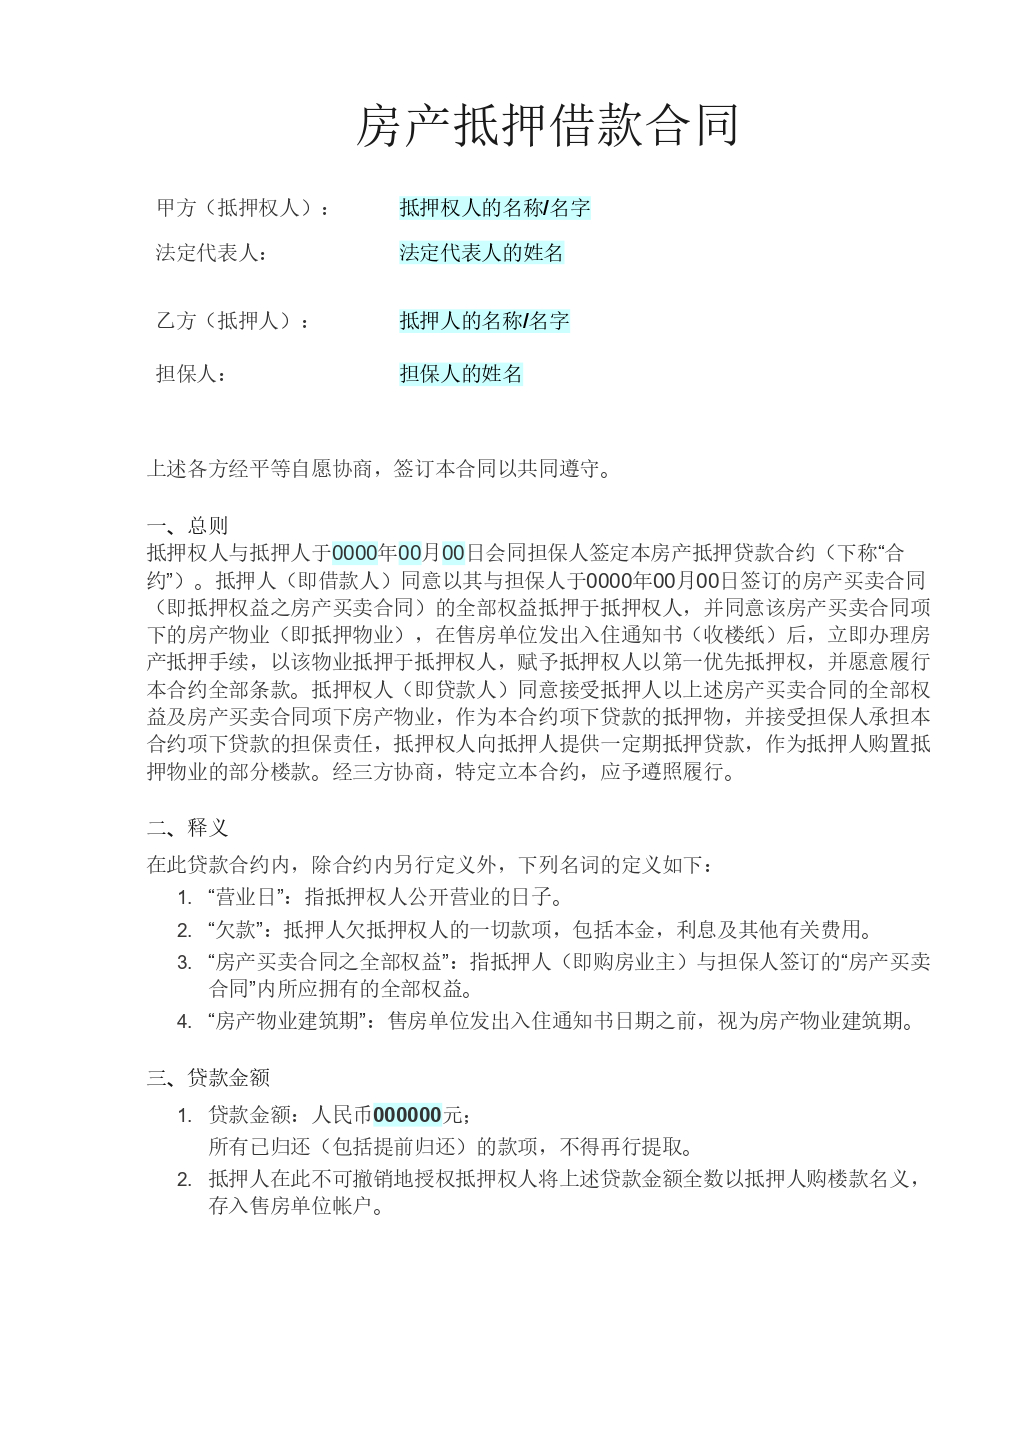 房产抵押借款合同
甲方（抵押权人）： 抵押权人的名称/名字
法定代表人： 法定代表人的姓名
乙方（抵押人）： 抵押人的名称/名字
担保人： 担保人的姓名
上述各方经平等自愿协商，签订本合同以共同遵守。
一、总则
抵押权人与抵押人于0000年00月00日会同担保人签定本房产抵押贷款合约（下称“合
约”）。抵押人（即借款人）同意以其与担保人于0000年00月00日签订的房产买卖合同
（即抵押权益之房产买卖合同）的全部权益抵押于抵押权人，并同意该房产买卖合同项
下的房产物业（即抵押物业），在售房单位发出入住通知书（收楼纸）后，立即办理房
产抵押手续，以该物业抵押于抵押权人，赋予抵押权人以第一优先抵押权，并愿意履行
本合约全部条款。抵押权人（即贷款人）同意接受抵押人以上述房产买卖合同的全部权
益及房产买卖合同项下房产物业，作为本合约项下贷款的抵押物，并接受担保人承担本
合约项下贷款的担保责任，抵押权人向抵押人提供一定期抵押贷款，作为抵押人购置抵
押物业的部分楼款。经三方协商，特定立本合约，应予遵照履行。
二、释义
在此贷款合约内，除合约内另行定义外，下列名词的定义如下：
1. “营业日”：指抵押权人公开营业的日子。
2. “欠款”：抵押人欠抵押权人的一切款项，包括本金，利息及其他有关费用。
3. “房产买卖合同之全部权益”：指抵押人（即购房业主）与担保人签订的“房产买卖
合同”内所应拥有的全部权益。
4. “房产物业建筑期”：售房单位发出入住通知书日期之前，视为房产物业建筑期。
三、贷款金额
1. 贷款金额：人民币000000元；
所有已归还（包括提前归还）的款项，不得再行提取。
2. 抵押人在此不可撤销地授权抵押权人将上述贷款金额全数以抵押人购楼款名义，
存入售房单位帐户。